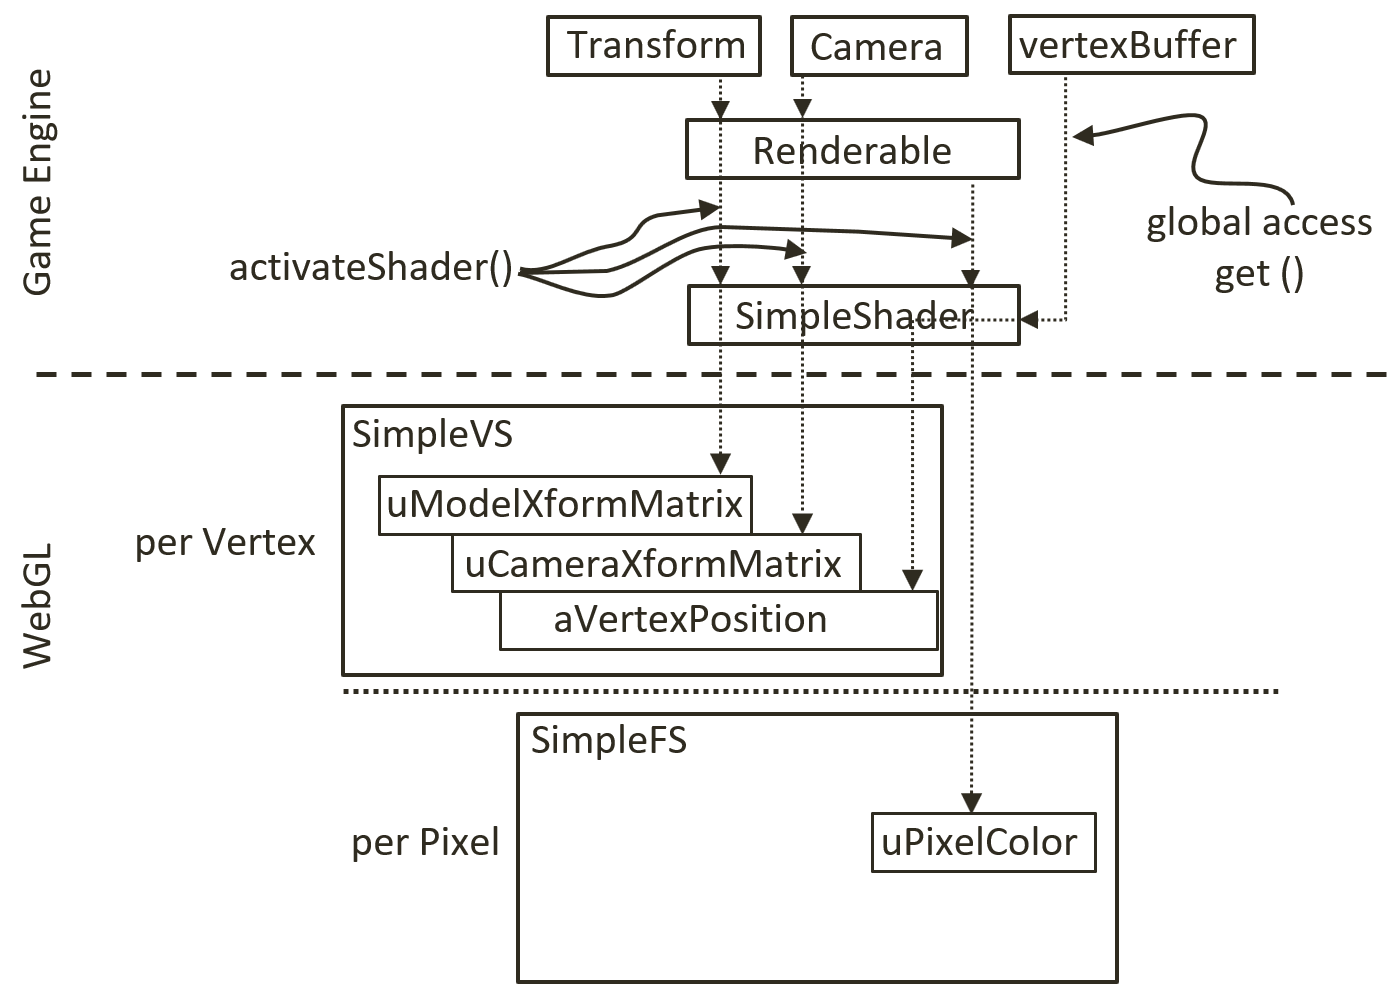 Transform
Camera
vertexBuffer
Game Engine
Renderable
global access
get ()
activateShader()
SimpleShader
SimpleVS
uModelXformMatrix
per Vertex
uCameraXformMatrix
aVertexPosition
WebGL
SimpleFS
per Pixel
uPixelColor